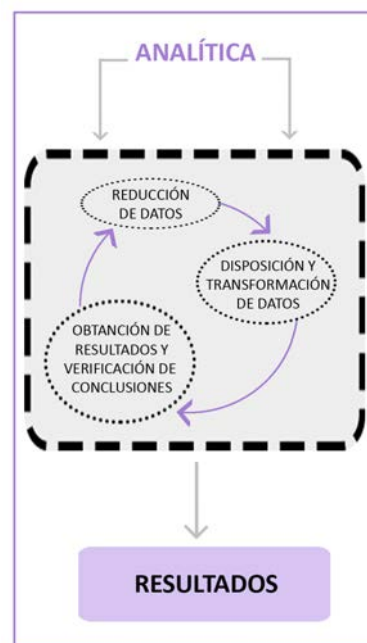 ANALÍTICA
REDUCCIÓN
DE DATOS
DISPOSICIÓN Y
TRANSFORMACIÓN
DE DATOS
OBTANCIÓN DE
RESULTADOS Y
VERIFICACIÓN DE
CONCLUSIONES
RESULTADOS